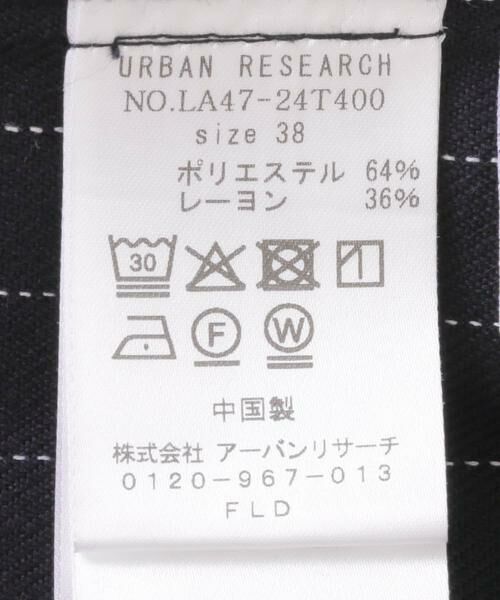 URBAN RESEARCH
NO.LA47-24T400
size 38
ポリエステル 64%
レーヨン 36%
30
F W
中国製
株式会社 アーバンリサーチ
0120-967-013
FLD